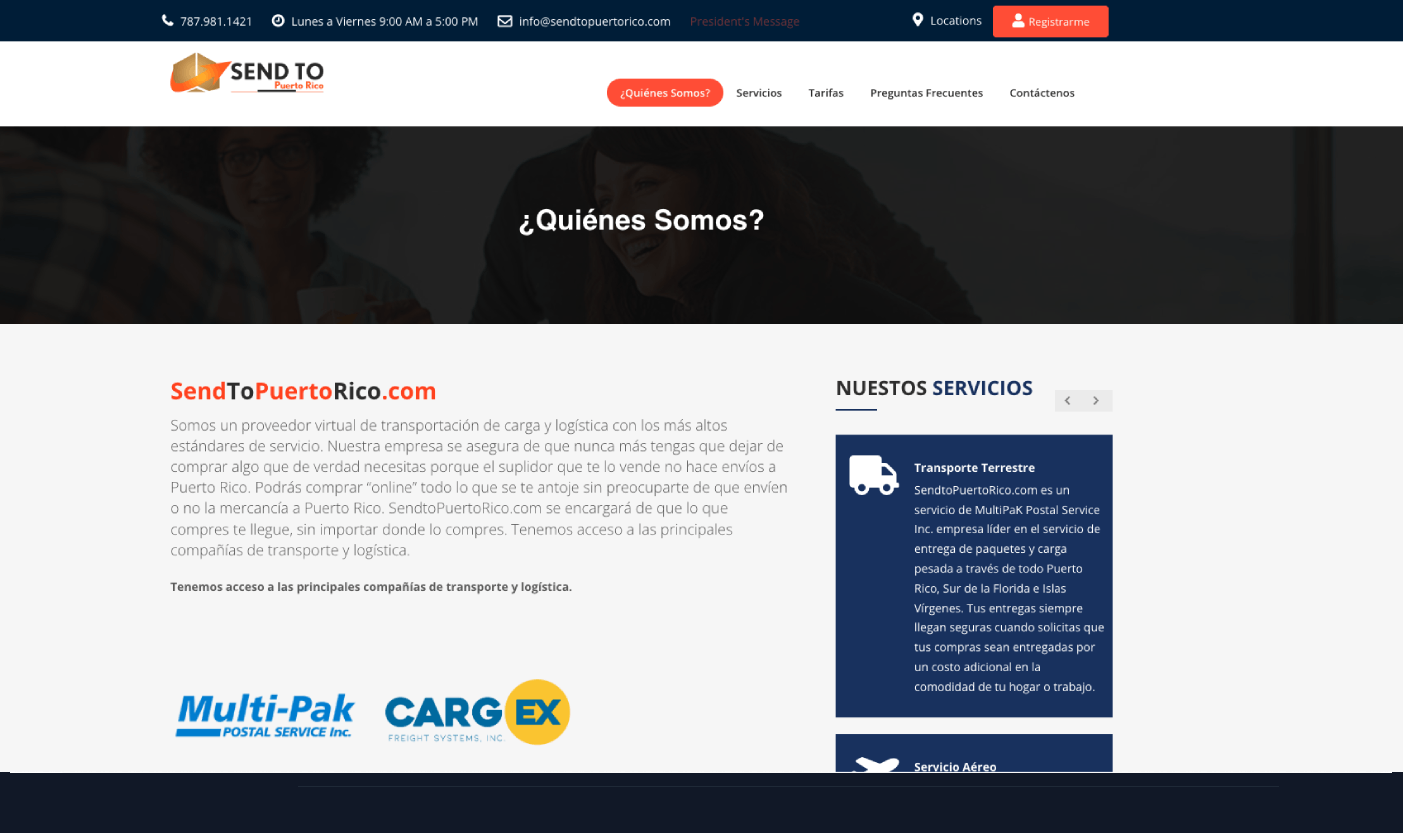 787.981.1421 Lunes a Viernes 9:00 AM a 5:00 PM info@sendtopuertorico.com President's Message Locations Registrarme
SEND TO
Puerto Rico
¿Quiénes Somos? Servicios Tarifas Preguntas Frecuentes Contáctenos
¿Quiénes Somos?
SendToPuertoRico.com
Somos un proveedor virtual de transportación de carga y logística con los más altos
estándares de servicio. Nuestra empresa se asegura de que nunca más tengas que dejar de
comprar algo que de verdad necesitas porque el suplidor que te lo vende no hace envíos a
Puerto Rico. Podrás comprar “online” todo lo que se te antoje sin preocuparte de que envíen
o no la mercancía a Puerto Rico. SendtoPuertoRico.com se encargará de que lo que
compres te llegue, sin importar donde lo compres. Tenemos acceso a las principales
compañías de transporte y logística.
Tenemos acceso a las principales compañías de transporte y logística.
Multi-Pak
POSTAL SERVICE Inc.
CARGEX
FREIGHT SYSTEMS, INC.
NUESTOS SERVICIOS
Transporte Terrestre
SendtoPuertoRico.com es un
servicio de MultiPaK Postal Service
Inc. empresa líder en el servicio de
entrega de paquetes y carga
pesada a través de todo Puerto
Rico, Sur de la Florida e Islas
Vírgenes. Tus entregas siempre
llegan seguras cuando solicitas que
tus compras sean entregadas por
un costo adicional en la
comodidad de tu hogar o trabajo.
Servicio Aéreo